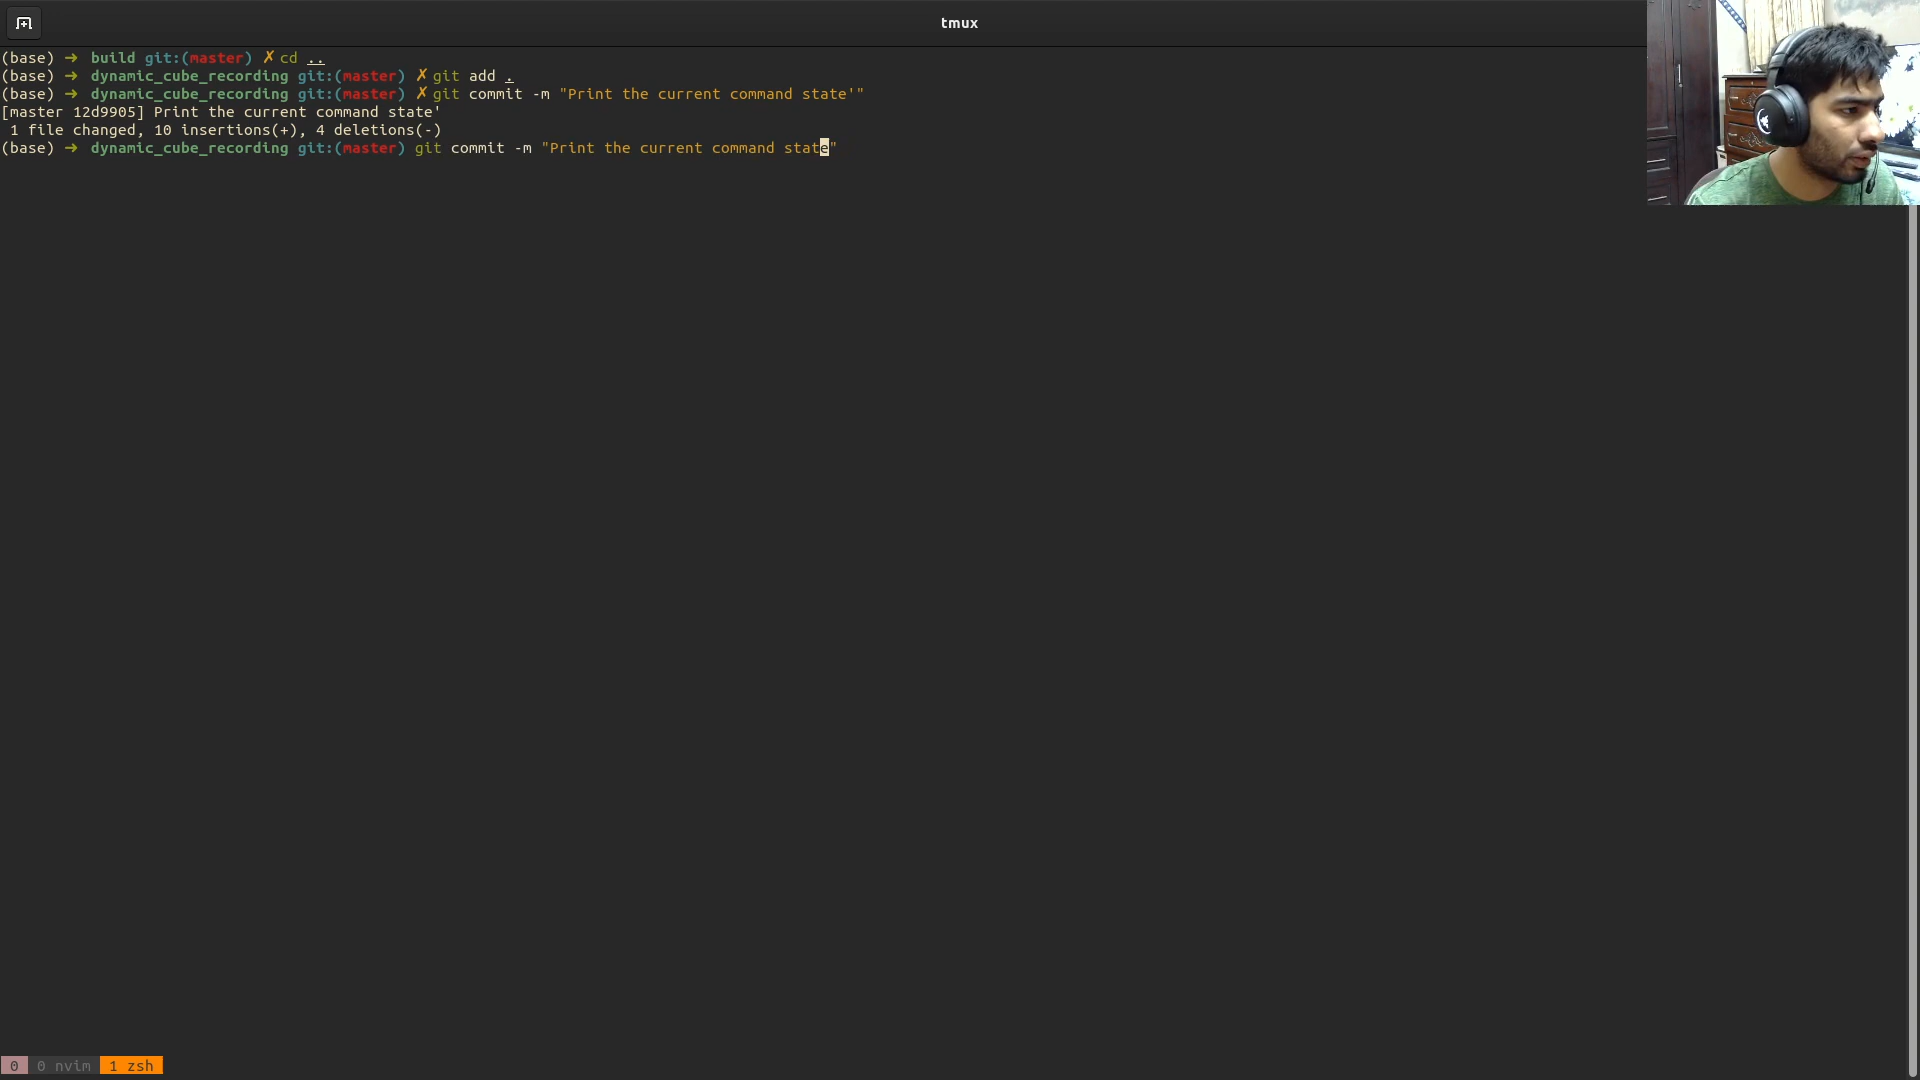 tmux
(base) → build git:(master) ✗ cd ..
(base) → dynamic_cube_recording git:(master) ✗ git add .
(base) → dynamic_cube_recording git:(master) ✗ git commit -m "Print the current command state'"
[master 12d9905] Print the current command state'
1 file changed, 10 insertions(+), 4 deletions(-)
(base) → dynamic_cube_recording git:(master) git commit -m "Print the current command state"
0 0 nvim 1 zsh